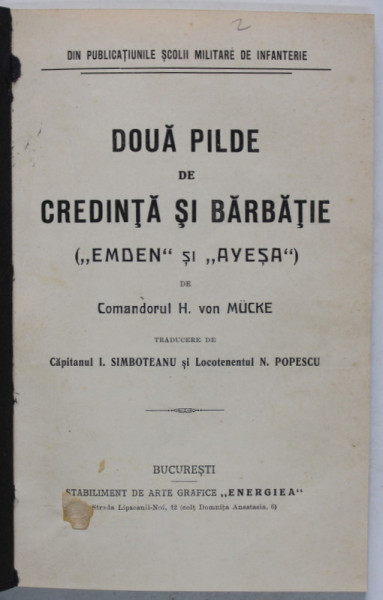 2
DIN PUBLICAȚIUNILE ȘCOLII MILITARE DE INFANTERIE
DOUĂ PILDE
DE
CREDINȚĂ ȘI BĂRBĂȚIE
(„EMDEN“ ȘI „AYEȘA“)
DE
Comandorul H. von MÜCKE
TRADUCERE DE
Căpitanul I. SIMBOTEANU și Locotenentul N. POPESCU
BUCUREȘTI
STABILIMENT DE ARTE GRAFICE „ENERGIEA“
Strada Lipscanii-Noi, 12 (colț Domnița Anastasia, 6)